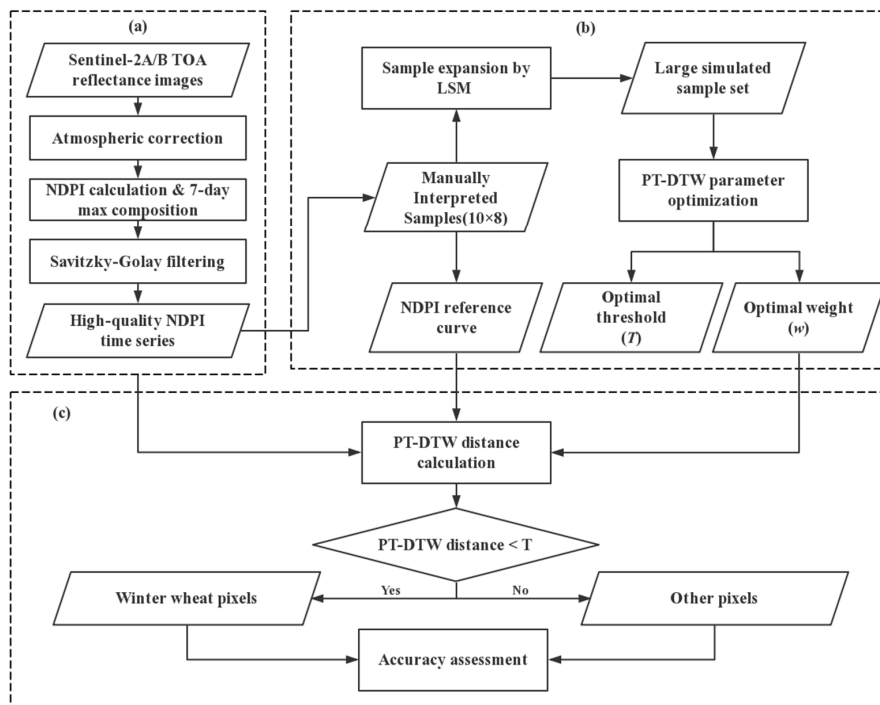 (a)
Sentinel-2A/B TOA
reflectance images
Atmospheric correction
NDPI calculation & 7-day
max composition
Savitzky-Golay filtering
High-quality NDPI
time series
(b)
Sample expansion by
LSM
Large simulated
sample set
Manually
Interpreted
Samples(10×8)
PT-DTW parameter
optimization
NDPI reference
curve
Optimal
threshold
(T)
Optimal weight
(w)
(c)
PT-DTW distance
calculation
PT-DTW distance < T
Yes
No
Winter wheat pixels
Other pixels
Accuracy assessment